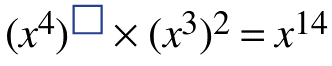 (x⁴)□ × (x³)² = x¹⁴